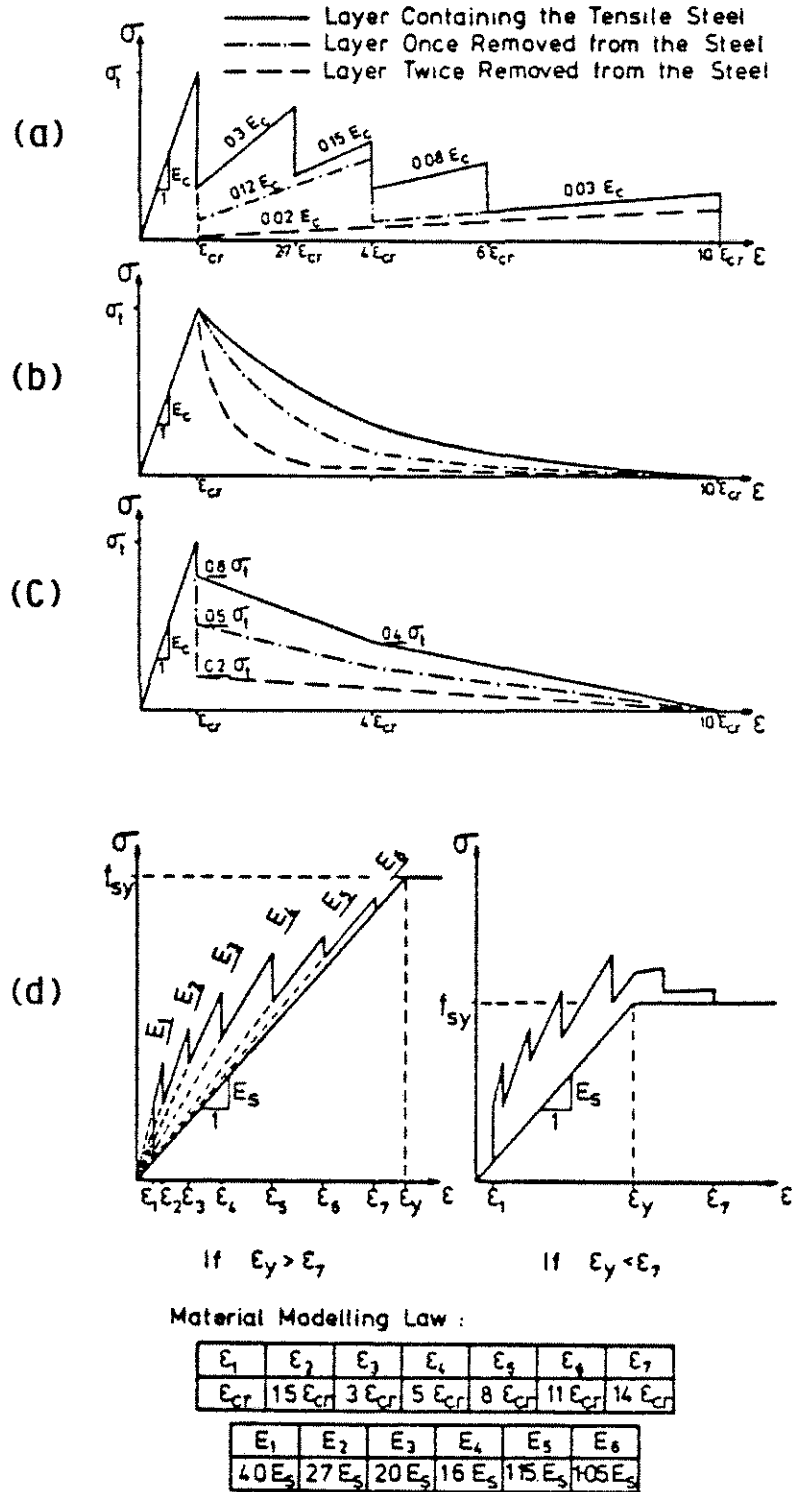 Layer Containing the Tensile Steel
Layer Once Removed from the Steel
Layer Twice Removed from the Steel
(a)
σ
σt
Ec
1
0.3 Ec
0.15 Ec
0.12 Ec
0.08 Ec
0.02 Ec
0.03 Ec
εcr
2.7 εcr
4 εcr
6 εcr
10 εcr
ε
(b)
σ
σt
Ec
1
εcr
10 εcr
ε
(C)
σ
σt
Ec
1
0.8 σt
0.5 σt
0.2 σt
0.4 σt
εcr
4 εcr
10 εcr
ε
(d)
σ
fsy
E1
E2
E3
E4
E5
E6
Es
1
ε1 ε2 ε3 ε4 ε5 ε6 ε7 εy ε
If εy > ε7
σ
fsy
Es
1
ε1 εy ε7 ε
If εy < ε7
Material Modelling Law :
ε1 ε2 ε3 ε4 ε5 ε6 ε7
εcr 1.5 εcr 3 εcr 5 εcr 8 εcr 11 εcr 14 εcr
E1 E2 E3 E4 E5 E6
4.0 Es 2.7 Es 2.0 Es 1.6 Es 1.15 Es 1.05 Es